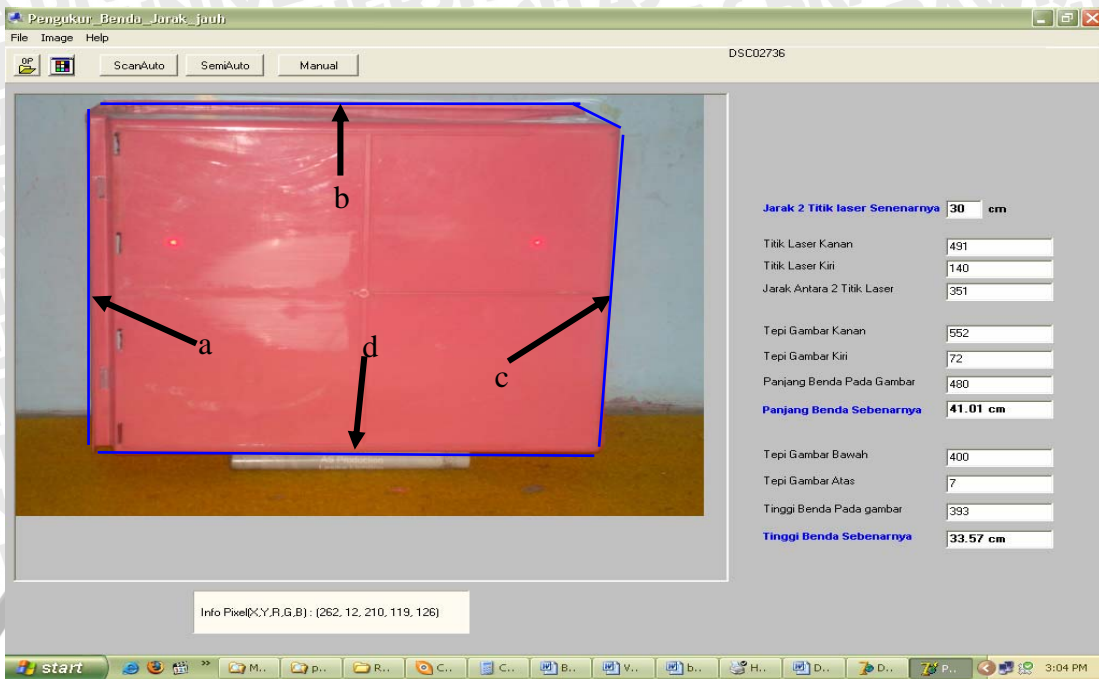 Pengukur_Benda_Jarak_jauh
File Image Help
OP ScanAuto SemiAuto Manual
DSC02736
b
a
d
c
Jarak 2 Titik laser Senenarnya 30 cm
Titik Laser Kanan 491
Titik Laser Kiri 140
Jarak Antara 2 Titik Laser 351
Tepi Gambar Kanan 552
Tepi Gambar Kiri 72
Panjang Benda Pada Gambar 480
Panjang Benda Sebenarnya 41.01 cm
Tepi Gambar Bawah 400
Tepi Gambar Atas 7
Tinggi Benda Pada gambar 393
Tinggi Benda Sebenarnya 33.57 cm
Info Pixel(X,Y,R,G,B) : (262, 12, 210, 119, 126)
start » M.. p.. R.. C.. C.. B.. V.. b.. H.. D.. D.. P.. 3:04 PM